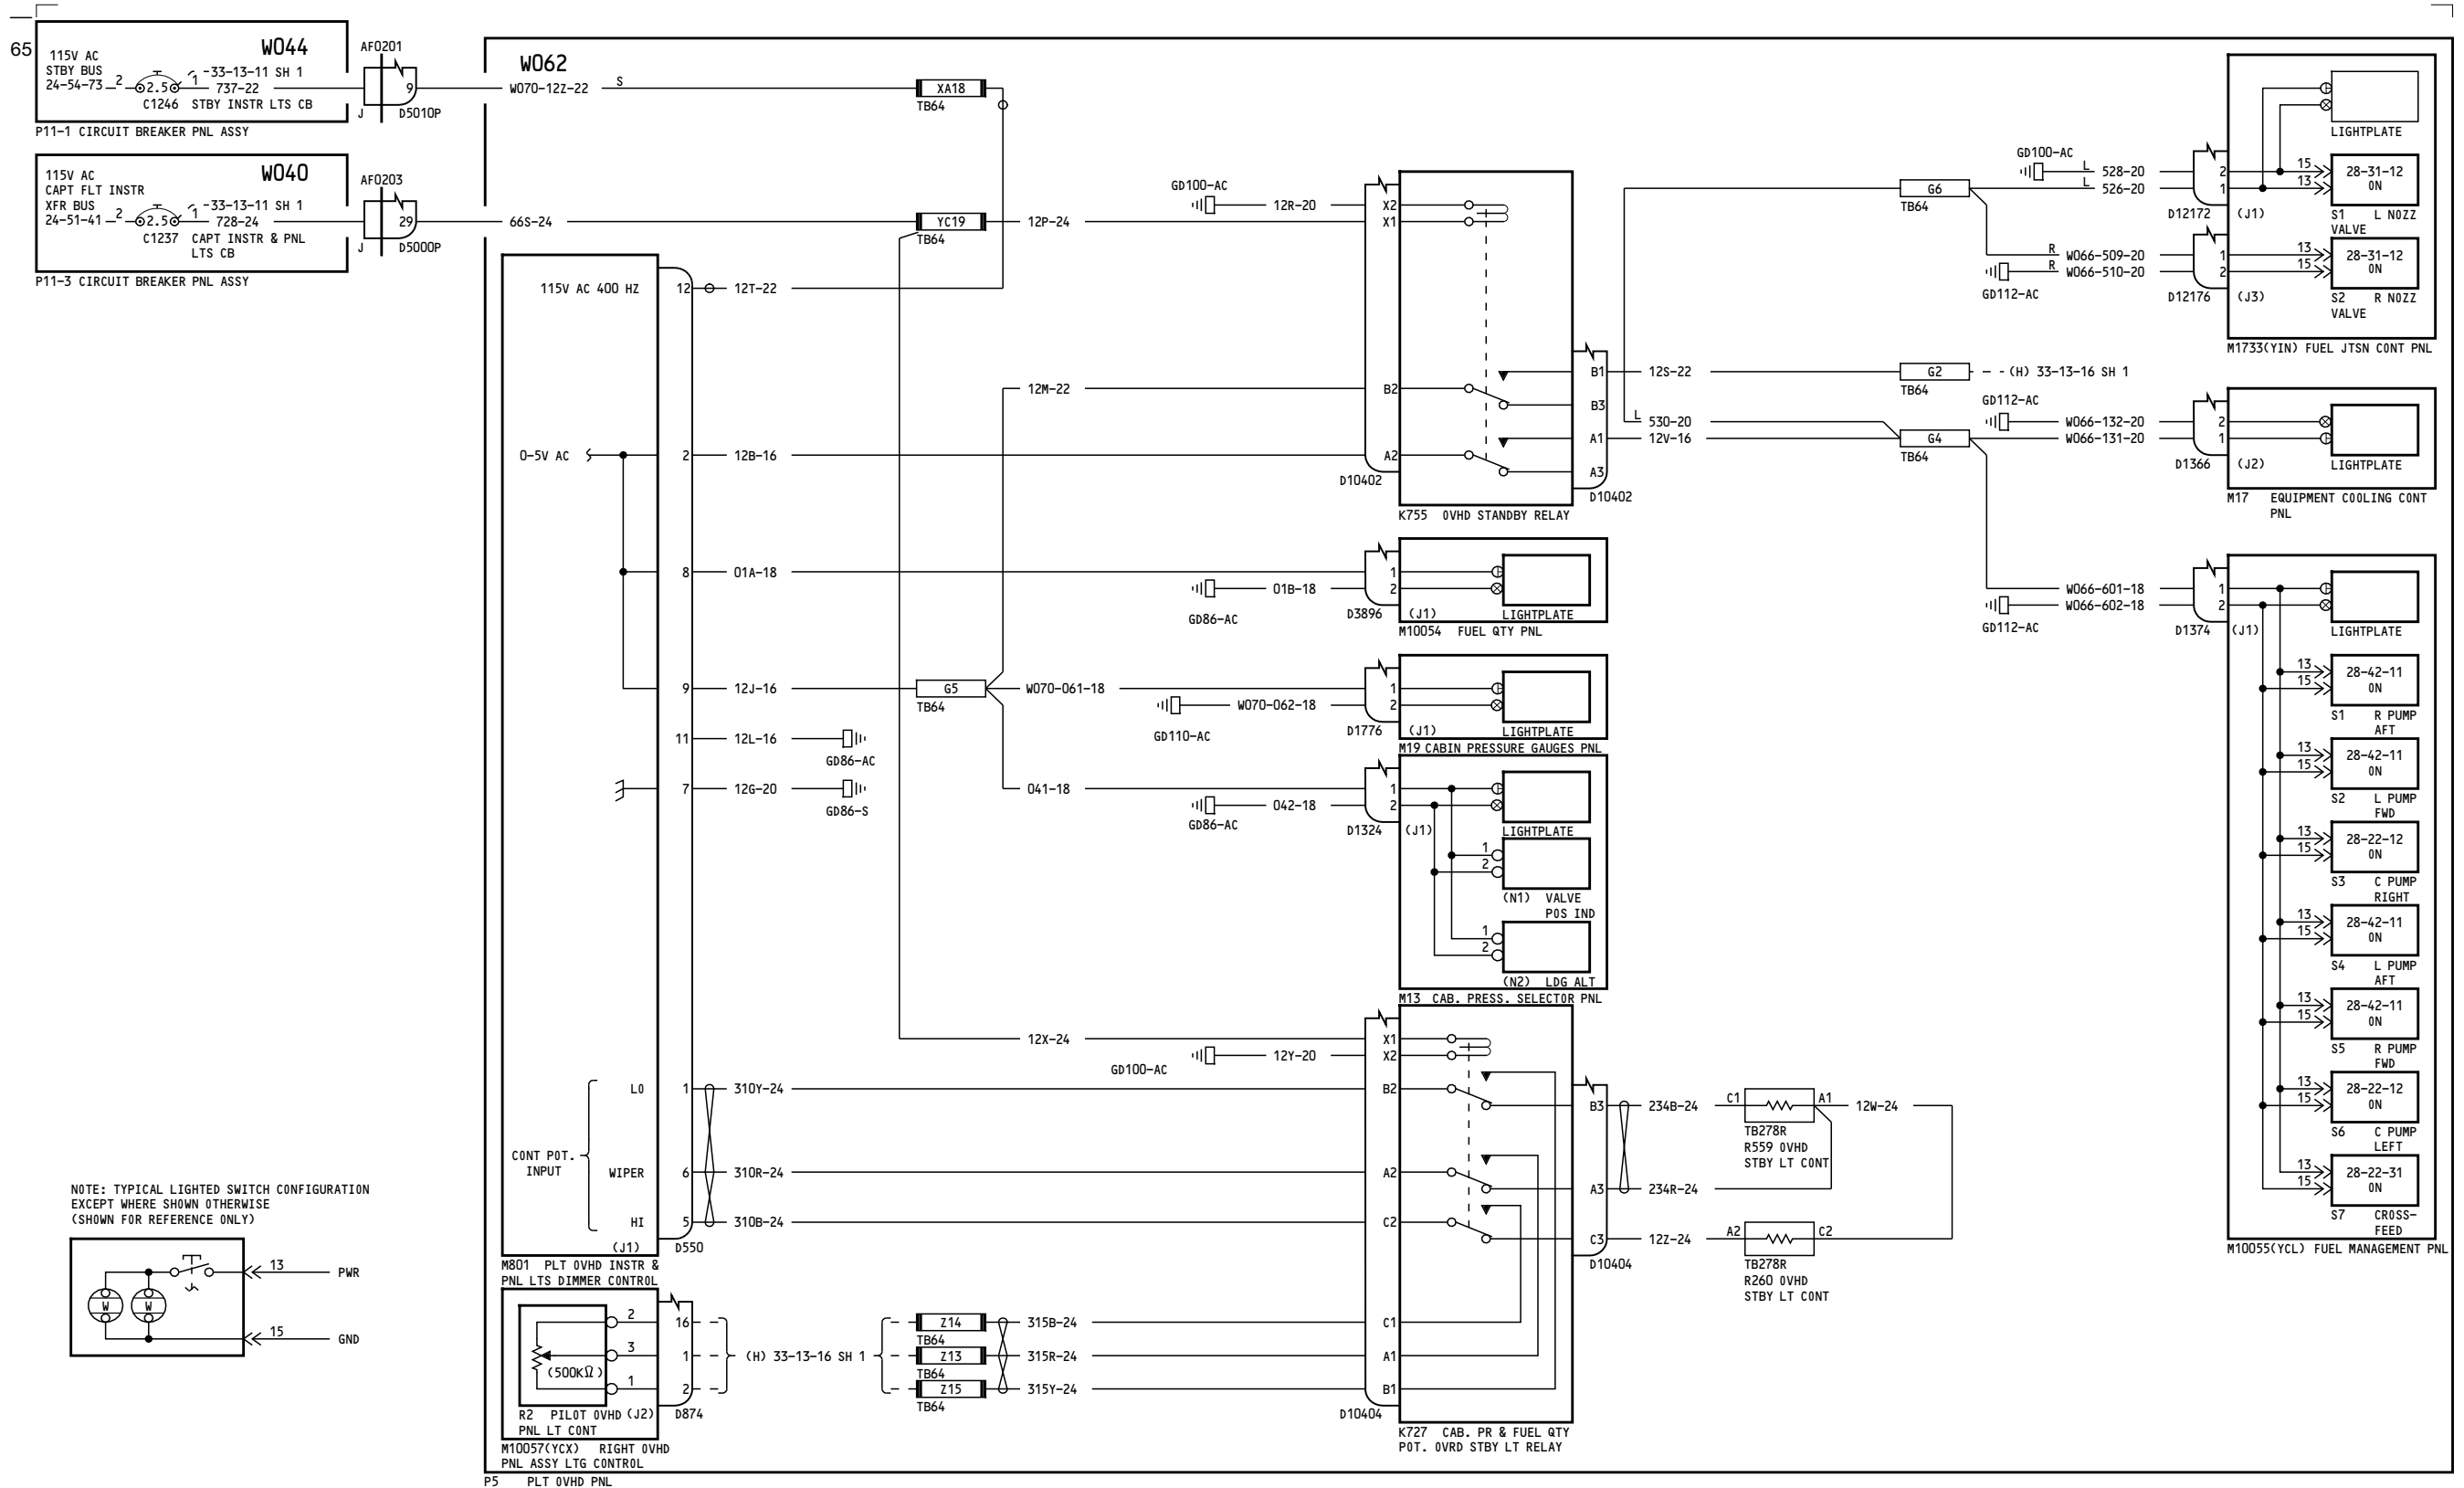 65
W044
115V AC
STBY BUS
24-54-73
2
2.5
1
-33-13-11 SH 1
737-22
C1246 STBY INSTR LTS CB
P11-1 CIRCUIT BREAKER PNL ASSY
AF0201
9
J
D5010P
W040
115V AC
CAPT FLT INSTR
XFR BUS
24-51-41
2
2.5
1
-33-13-11 SH 1
728-24
C1237 CAPT INSTR & PNL
LTS CB
P11-3 CIRCUIT BREAKER PNL ASSY
AF0203
29
J
D5000P
W062
W070-12Z-22
S
XA18
TB64
66S-24
YC19
TB64
12P-24
115V AC 400 HZ
12
12T-22
0-5V AC
2
12B-16
8
01A-18
9
12J-16
G5
TB64
11
12L-16
GD86-AC
7
12G-20
GD86-S
12M-22
W070-061-18
041-18
12X-24
CONT POT.
INPUT
LO
1
310Y-24
WIPER
6
310R-24
HI
5
310B-24
(J1)
D550
M801 PLT OVHD INSTR &
PNL LTS DIMMER CONTROL
2
16
3
1
(500KΩ)
1
2
R2 PILOT OVHD
PNL LT CONT
(J2)
D874
M10057(YCX) RIGHT OVHD
PNL ASSY LTG CONTROL
P5 PLT OVHD PNL
(H) 33-13-16 SH 1
Z14
TB64
315B-24
Z13
TB64
315R-24
Z15
TB64
315Y-24
GD100-AC
12R-20
X2
X1
B2
A2
D10402
B1
B3
A1
A3
D10402
K755 OVHD STANDBY RELAY
1
2
GD86-AC
01B-18
D3896
(J1)
LIGHTPLATE
M10054 FUEL QTY PNL
1
2
GD110-AC
W070-062-18
D1776
(J1)
LIGHTPLATE
M19 CABIN PRESSURE GAUGES PNL
1
2
GD86-AC
042-18
D1324
(J1)
LIGHTPLATE
1
2
(N1) VALVE
POS IND
1
2
(N2) LDG ALT
M13 CAB. PRESS. SELECTOR PNL
GD100-AC
12Y-20
X1
X2
B2
A2
C2
B3
A3
C3
D10404
C1
A1
B1
D10404
K727 CAB. PR & FUEL QTY
POT. OVRD STBY LT RELAY
234B-24
C1
A1
12W-24
TB278R
R559 OVHD
STBY LT CONT
234R-24
12Z-24
A2
C2
TB278R
R260 OVHD
STBY LT CONT
12S-22
G2
TB64
(H) 33-13-16 SH 1
L
530-20
12V-16
G4
TB64
G6
TB64
GD100-AC
L
528-20
L
526-20
2
1
D12172
(J1)
LIGHTPLATE
15
13
28-31-12
ON
S1 L NOZZ
VALVE
R
W066-509-20
R
W066-510-20
GD112-AC
1
2
D12176
(J3)
13
15
28-31-12
ON
S2 R NOZZ
VALVE
M1733(YIN) FUEL JTSN CONT PNL
GD112-AC
W066-132-20
W066-131-20
2
1
D1366
(J2)
LIGHTPLATE
M17 EQUIPMENT COOLING CONT
PNL
W066-601-18
W066-602-18
GD112-AC
1
2
D1374
(J1)
LIGHTPLATE
13
15
28-42-11
ON
S1 R PUMP
AFT
13
15
28-42-11
ON
S2 L PUMP
FWD
13
15
28-22-12
ON
S3 C PUMP
RIGHT
13
15
28-42-11
ON
S4 L PUMP
AFT
13
15
28-42-11
ON
S5 R PUMP
FWD
13
15
28-22-12
ON
S6 C PUMP
LEFT
13
15
28-22-31
ON
S7 CROSS-
FEED
M10055(YCL) FUEL MANAGEMENT PNL
NOTE: TYPICAL LIGHTED SWITCH CONFIGURATION
EXCEPT WHERE SHOWN OTHERWISE
(SHOWN FOR REFERENCE ONLY)
W
W
13
PWR
15
GND